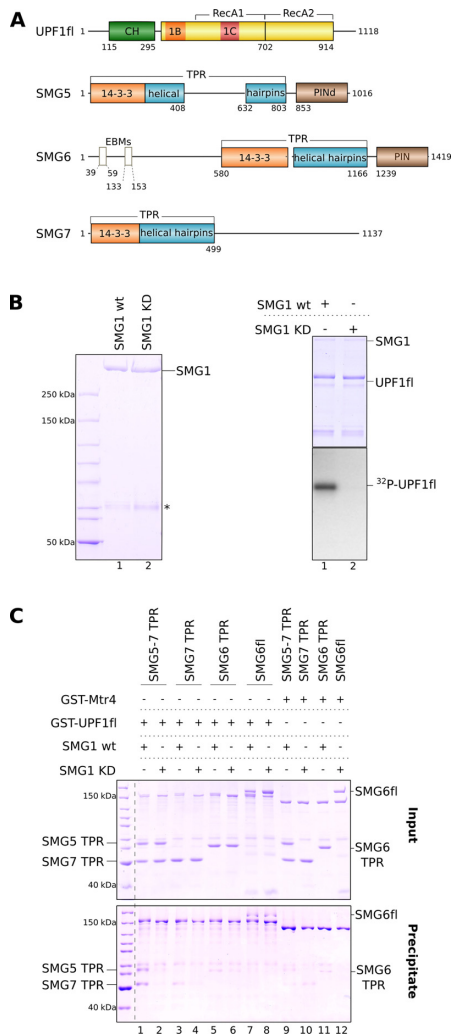 A
RecA1 RecA2
UPF1fl 1 CH 1B 1C 1118
115 295 702 914
TPR
SMG5 1 14-3-3 helical hairpins PINd 1016
408 632 803 853
EBMs TPR
SMG6 1 14-3-3 helical hairpins PIN 1419
39 59 580 1166 1239
133 153
TPR
SMG7 1 14-3-3 helical hairpins 1137
499
B
SMG1 wt
SMG1 KD
SMG1
250 kDa
150 kDa
*
50 kDa
1 2
SMG1 wt + -
SMG1 KD - +
SMG1
UPF1fl
32P-UPF1fl
1 2
C
SMG5-7 TPR
SMG7 TPR
SMG6 TPR
SMG6fl
SMG5-7 TPR
SMG7 TPR
SMG6 TPR
SMG6fl
GST-Mtr4 - - - - - - - - + + + +
GST-UPF1fl + + + + + + + + - - - -
SMG1 wt + - + - + - + - + + + -
SMG1 KD - + - + - + - + - - - +
150 kDa SMG6fl
SMG5 TPR SMG6
SMG7 TPR TPR
40 kDa
Input
150 kDa SMG6fl
SMG5 TPR SMG6
SMG7 TPR TPR
40 kDa
Precipitate
1 2 3 4 5 6 7 8 9 10 11 12